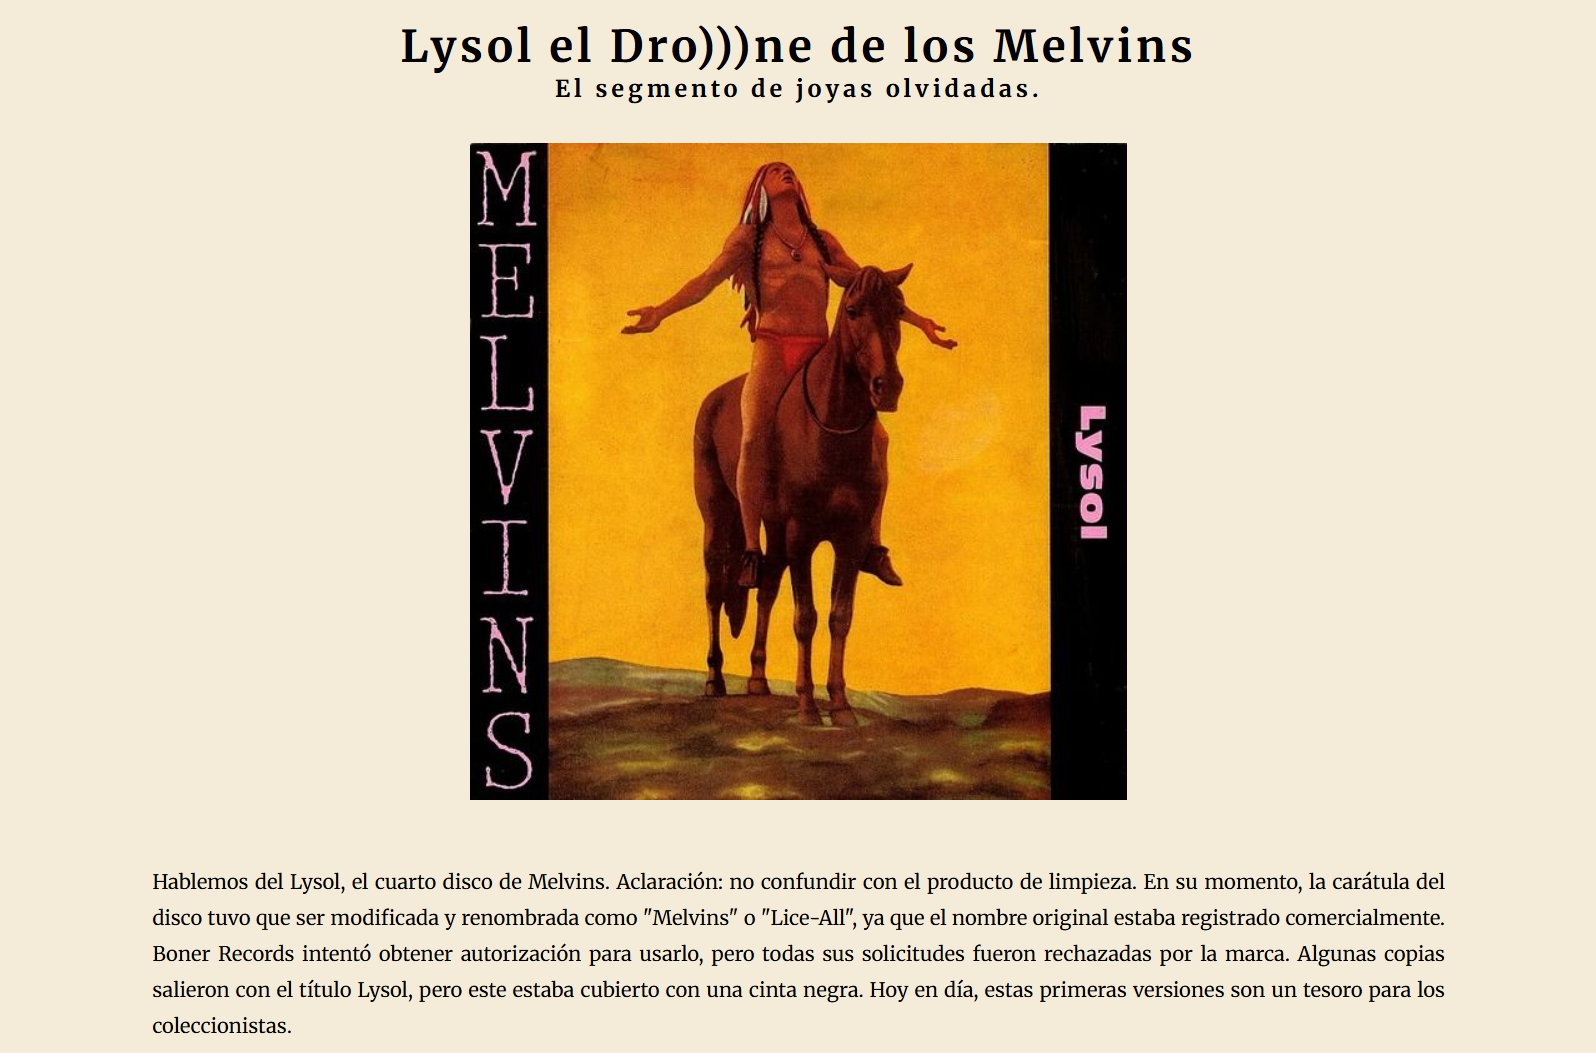 Lysol el Dro)))ne de los Melvins
El segmento de joyas olvidadas.
MELVINS
Lysol
Hablemos del Lysol, el cuarto disco de Melvins. Aclaración: no confundir con el producto de limpieza. En su momento, la carátula del
disco tuvo que ser modificada y renombrada como "Melvins" o "Lice-All", ya que el nombre original estaba registrado comercialmente.
Boner Records intentó obtener autorización para usarlo, pero todas sus solicitudes fueron rechazadas por la marca. Algunas copias
salieron con el título Lysol, pero este estaba cubierto con una cinta negra. Hoy en día, estas primeras versiones son un tesoro para los
coleccionistas.